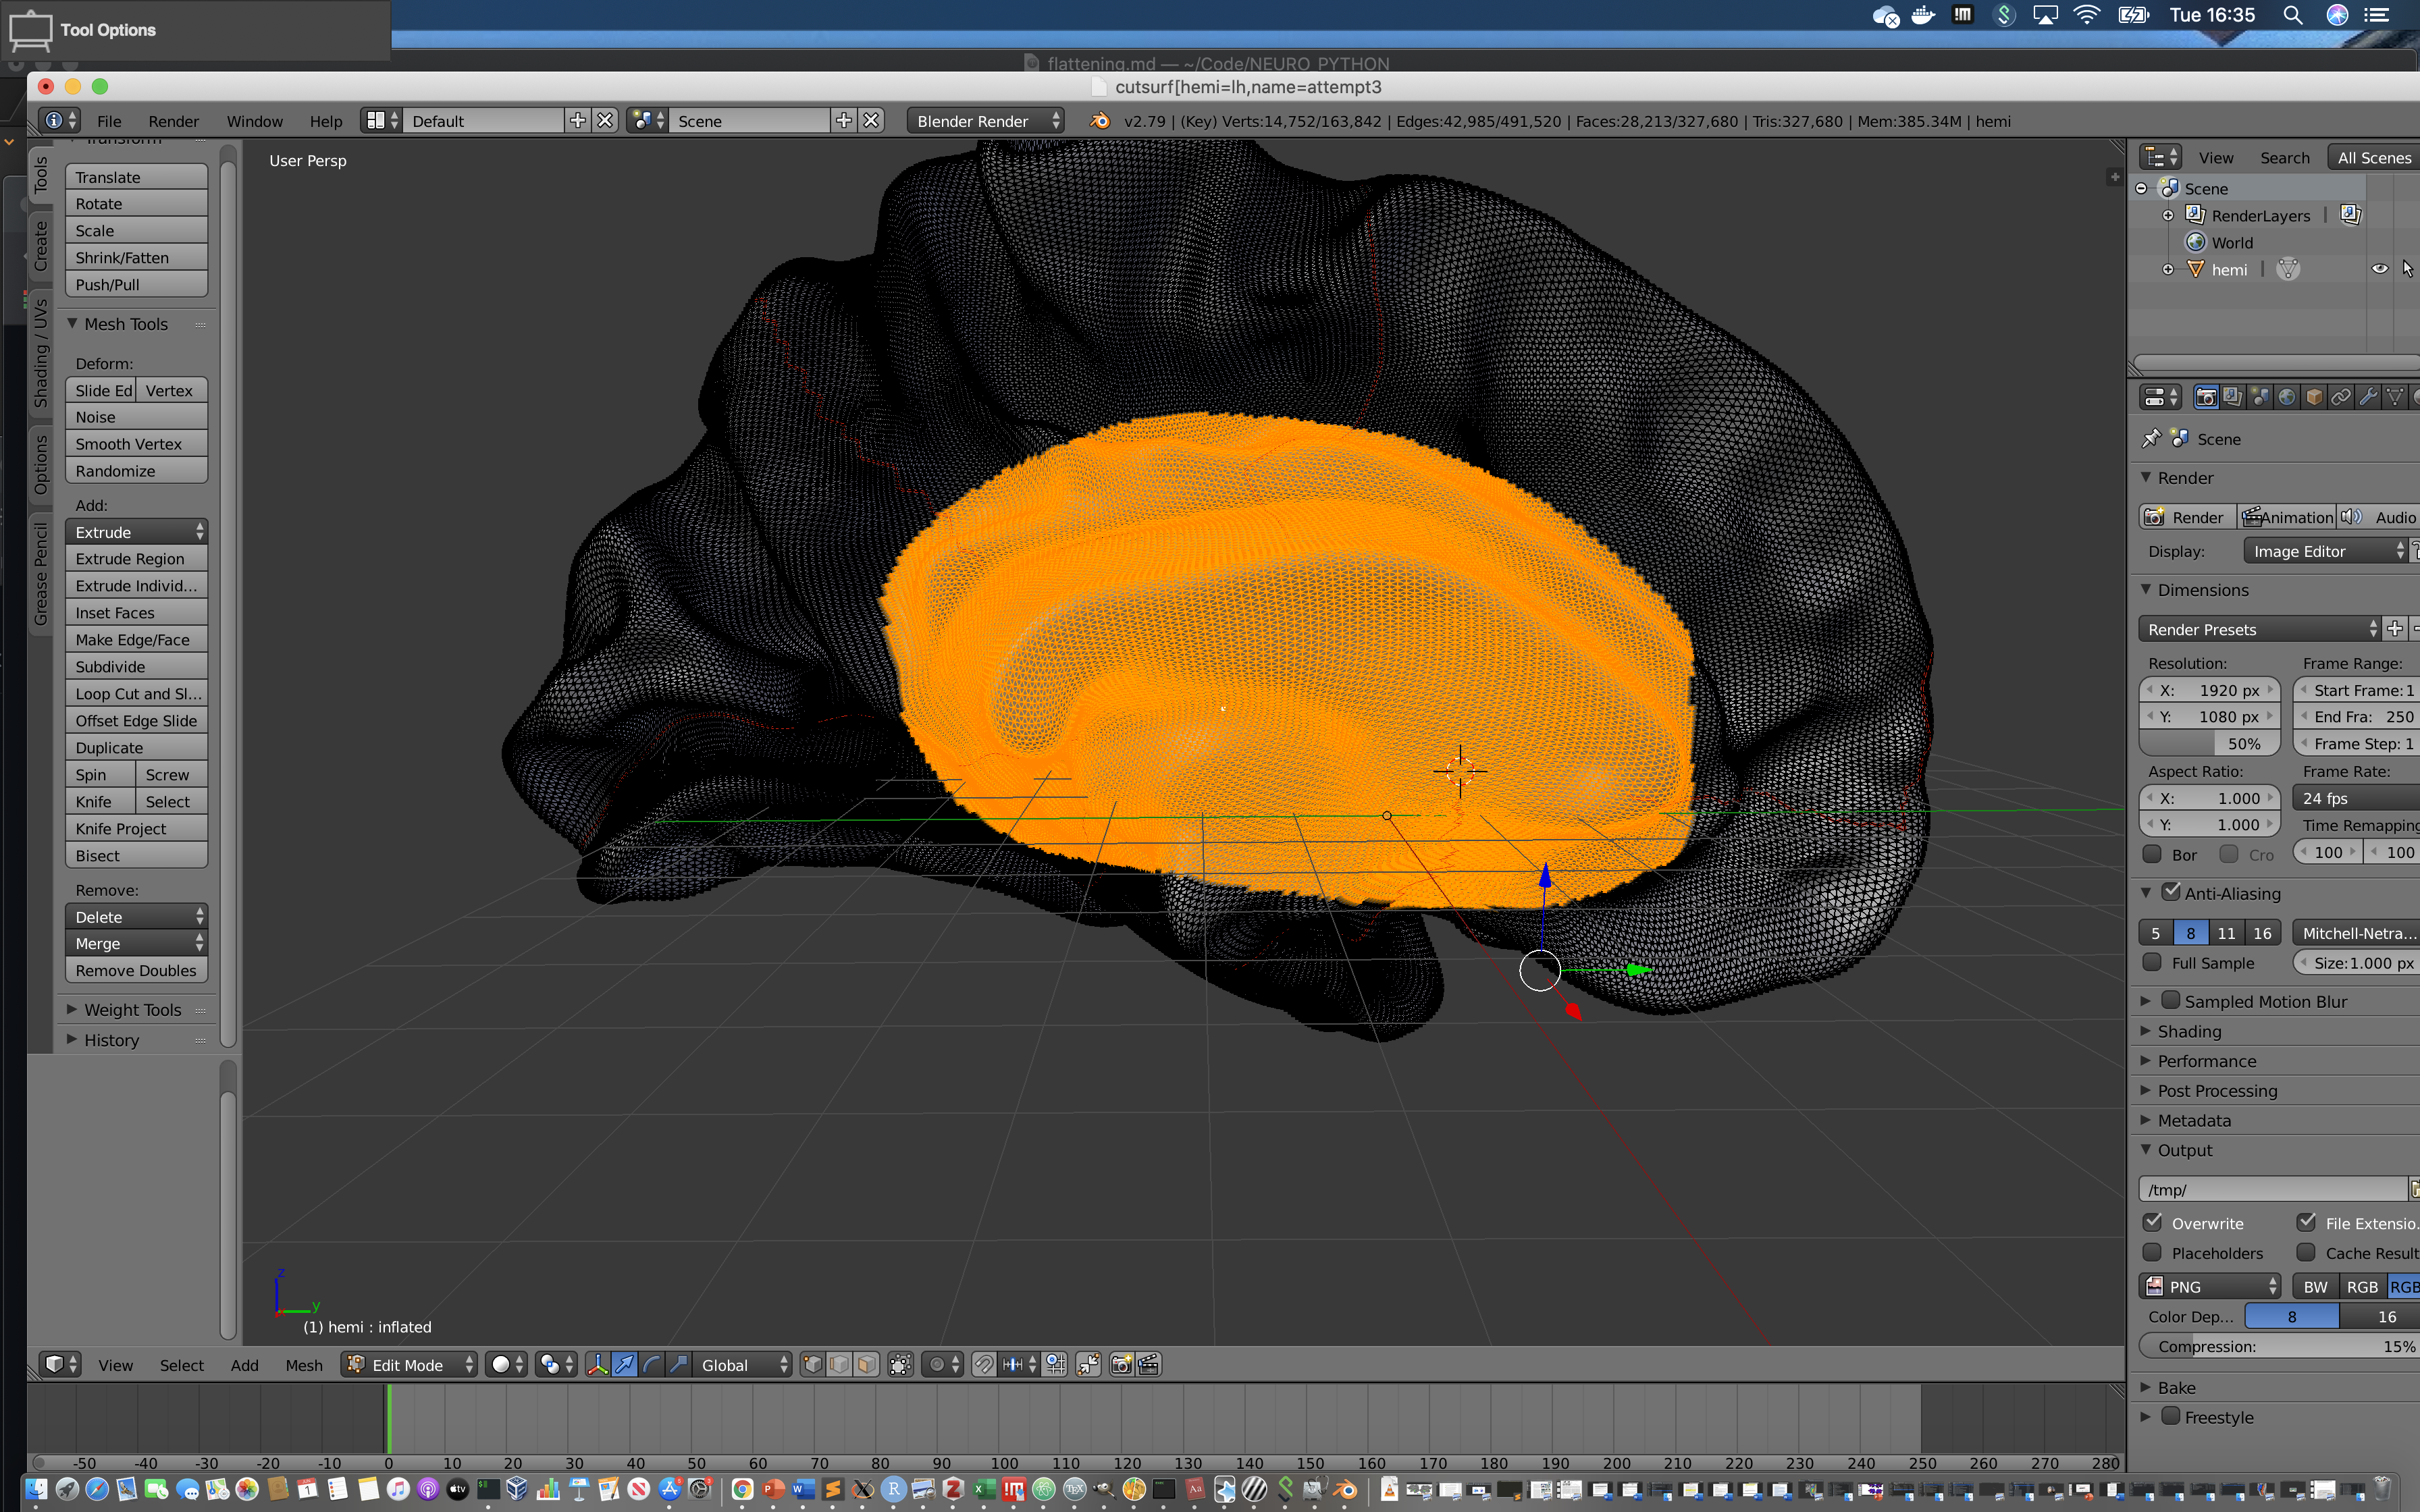 Tool Options
Tue 16:35
flattening.md — ~/Code/NEURO_PYTHON
cutsurf[hemi=lh,name=attempt3
File Render Window Help Default Scene Blender Render v2.79 | (Key) Verts:14,752/163,842 | Edges:42,985/491,520 | Faces:28,213/327,680 | Tris:327,680 | Mem:385.34M | hemi
Tools
Create
Shading / UVs
Options
Grease Pencil
Transform
Translate
Rotate
Scale
Shrink/Fatten
Push/Pull
Mesh Tools
Deform:
Slide Ed Vertex
Noise
Smooth Vertex
Randomize
Add:
Extrude
Extrude Region
Extrude Individ...
Inset Faces
Make Edge/Face
Subdivide
Loop Cut and Sl...
Offset Edge Slide
Duplicate
Spin Screw
Knife Select
Knife Project
Bisect
Remove:
Delete
Merge
Remove Doubles
Weight Tools
History
User Persp
z
y
(1) hemi : inflated
View Search All Scenes
Scene
RenderLayers |
World
hemi |
Scene
Render
Render Animation Audio
Display: Image Editor
Dimensions
Render Presets
Resolution: Frame Range:
X: 1920 px Start Frame: 1
Y: 1080 px End Fra: 250
50% Frame Step: 1
Aspect Ratio: Frame Rate:
X: 1.000 24 fps
Y: 1.000 Time Remapping
Bor Cro 100 100
Anti-Aliasing
5 8 11 16 Mitchell-Netra...
Full Sample Size: 1.000 px
Sampled Motion Blur
Shading
Performance
Post Processing
Metadata
Output
/tmp/
Overwrite File Extensio.
Placeholders Cache Result
PNG BW RGB RGB
Color Dep... 8 16
Compression: 15%
Bake
Freestyle
View Select Add Mesh Edit Mode Global
-50 -40 -30 -20 -10 0 10 20 30 40 50 60 70 80 90 100 110 120 130 140 150 160 170 180 190 200 210 220 230 240 250 260 270 280